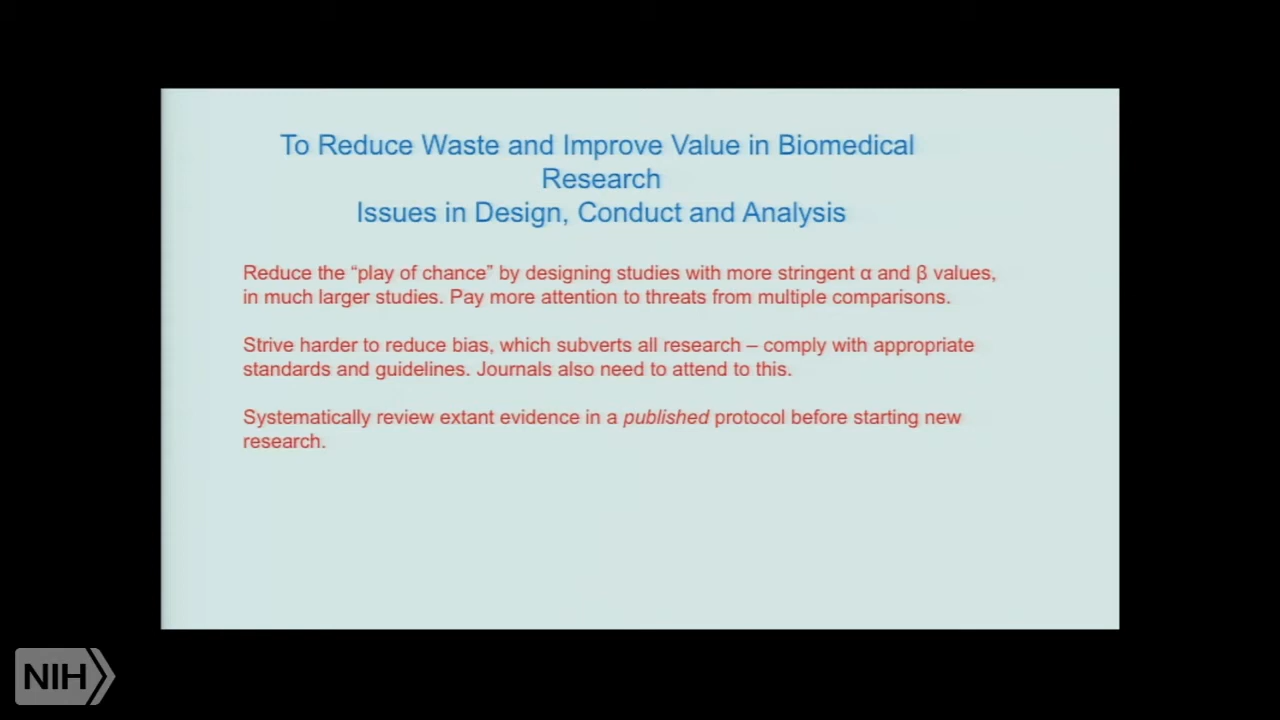 To Reduce Waste and Improve Value in Biomedical
Research
Issues in Design, Conduct and Analysis
Reduce the “play of chance” by designing studies with more stringent α and β values,
in much larger studies. Pay more attention to threats from multiple comparisons.
Strive harder to reduce bias, which subverts all research – comply with appropriate
standards and guidelines. Journals also need to attend to this.
Systematically review extant evidence in a published protocol before starting new
research.
NIH